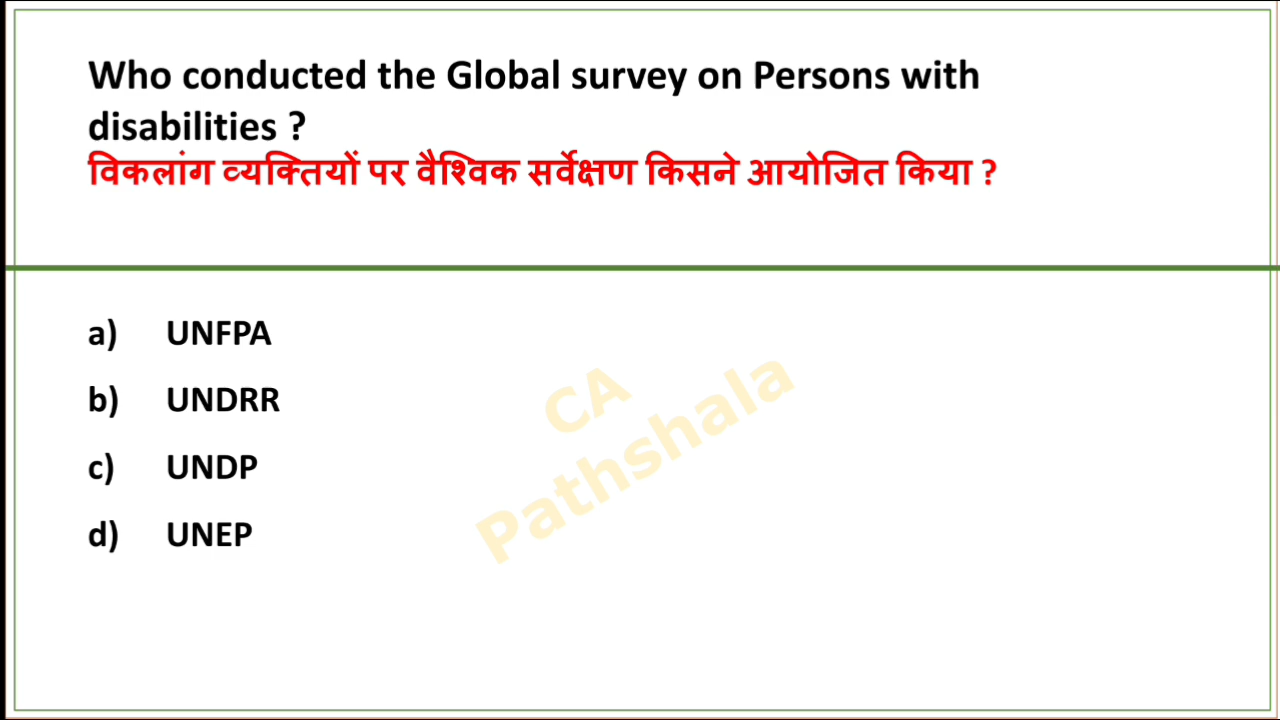 Who conducted the Global survey on Persons with
disabilities ?
विकलांग व्यक्तियों पर वैश्विक सर्वेक्षण किसने आयोजित किया ?
a) UNFPA
b) UNDRR
c) UNDP
d) UNEP
CA
Pathshala